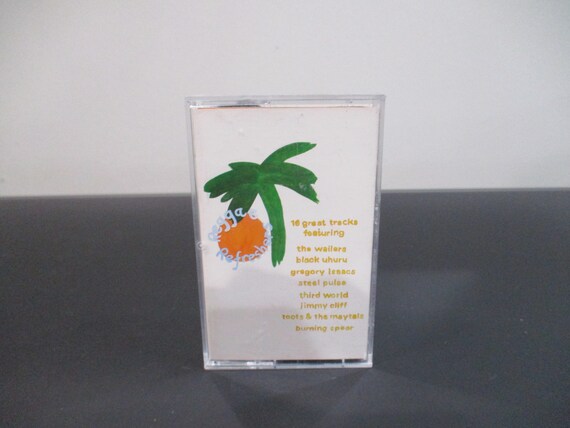 Reggae
Refreshers
16 great tracks
featuring
the wailers
black uhuru
gregory isaacs
steel pulse
third world
jimmy cliff
toots & the maytals
burning spear